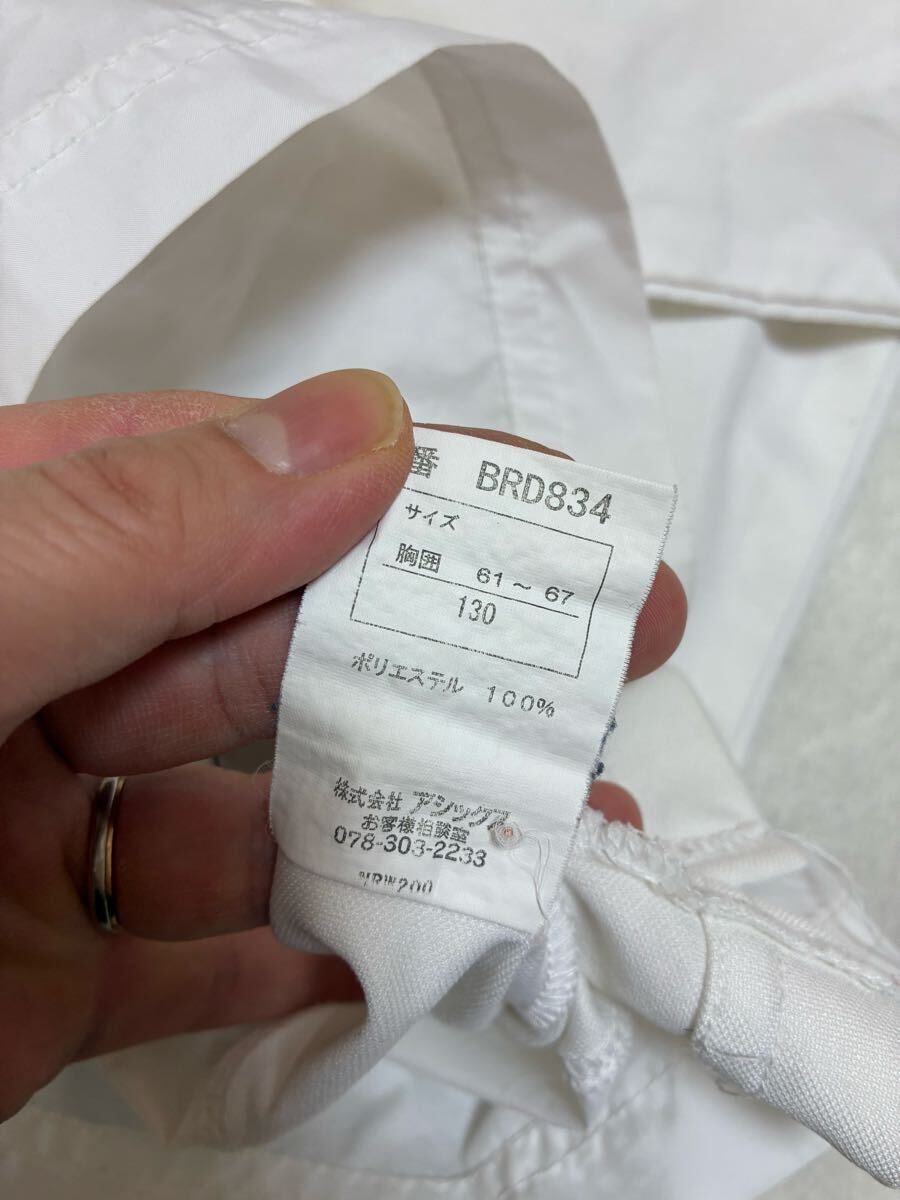 番 BRD834
サイズ
胸囲 61～67
130
ポリエステル 100%
株式会社 アシックス
お客様相談室
078-303-2233